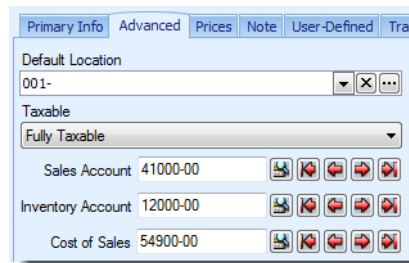 Primary Info Advanced Prices Note User-Defined Tra
Default Location
001-
Taxable
Fully Taxable
Sales Account 41000-00
Inventory Account 12000-00
Cost of Sales 54900-00